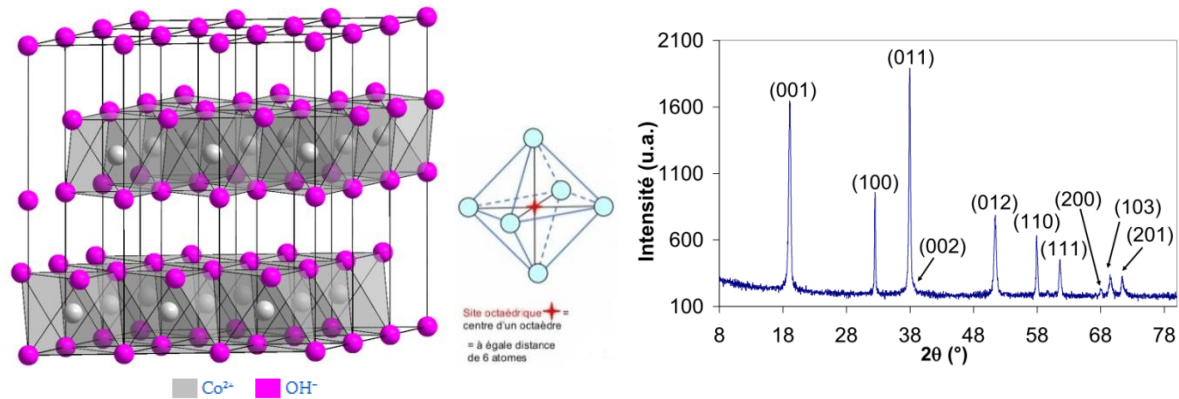 Co²⁺
OH⁻
Site octaèdrique =
centre d'un octaèdre
= à égale distance
de 6 atomes
Intensité (u.a.)
2100
1600
1100
600
100
(001)
(100)
(011)
(002)
(012)
(110)
(111)
(200)
(103)
(201)
8 18 28 38 48 58 68 78
2θ (°)